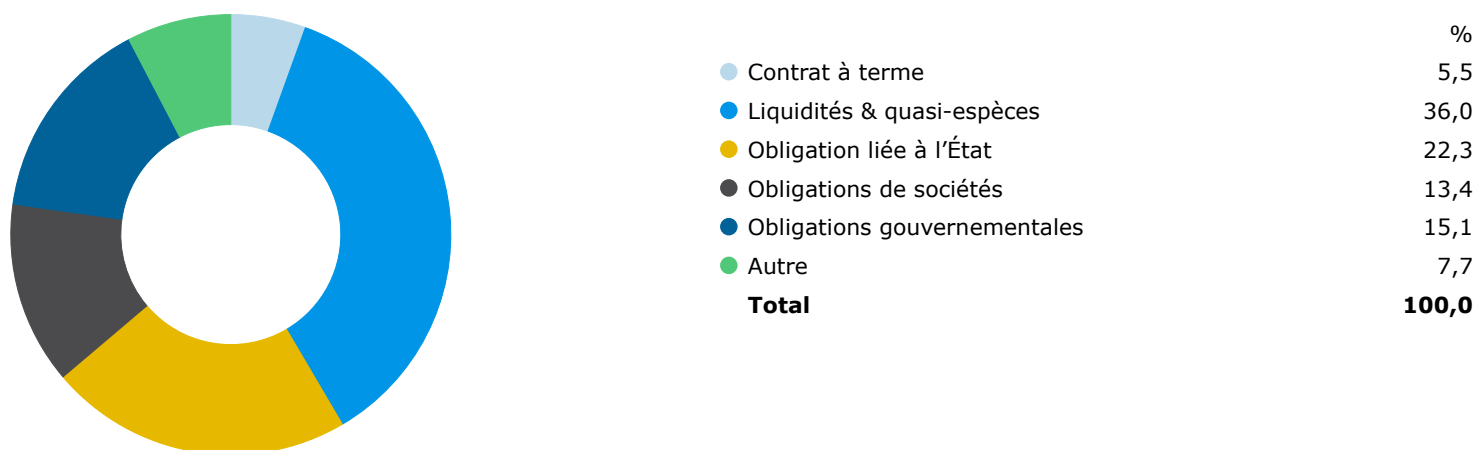 %
Contrat à terme 5,5
Liquidités & quasi-espèces 36,0
Obligation liée à l’État 22,3
Obligations de sociétés 13,4
Obligations gouvernementales 15,1
Autre 7,7
Total 100,0